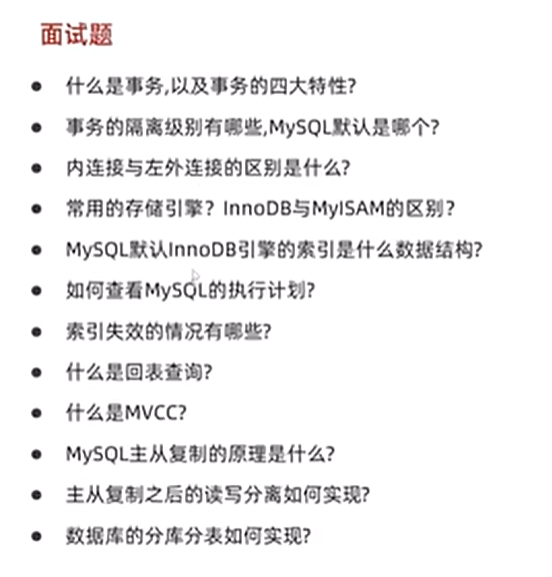 面试题
什么是事务,以及事务的四大特性?
事务的隔离级别有哪些,MySQL默认是哪个?
内连接与左外连接的区别是什么?
常用的存储引擎？InnoDB与MyISAM的区别?
MySQL默认InnoDB引擎的索引是什么数据结构?
如何查看MySQL的执行计划?
索引失效的情况有哪些?
什么是回表查询?
什么是MVCC?
MySQL主从复制的原理是什么?
主从复制之后的读写分离如何实现?
数据库的分库分表如何实现?